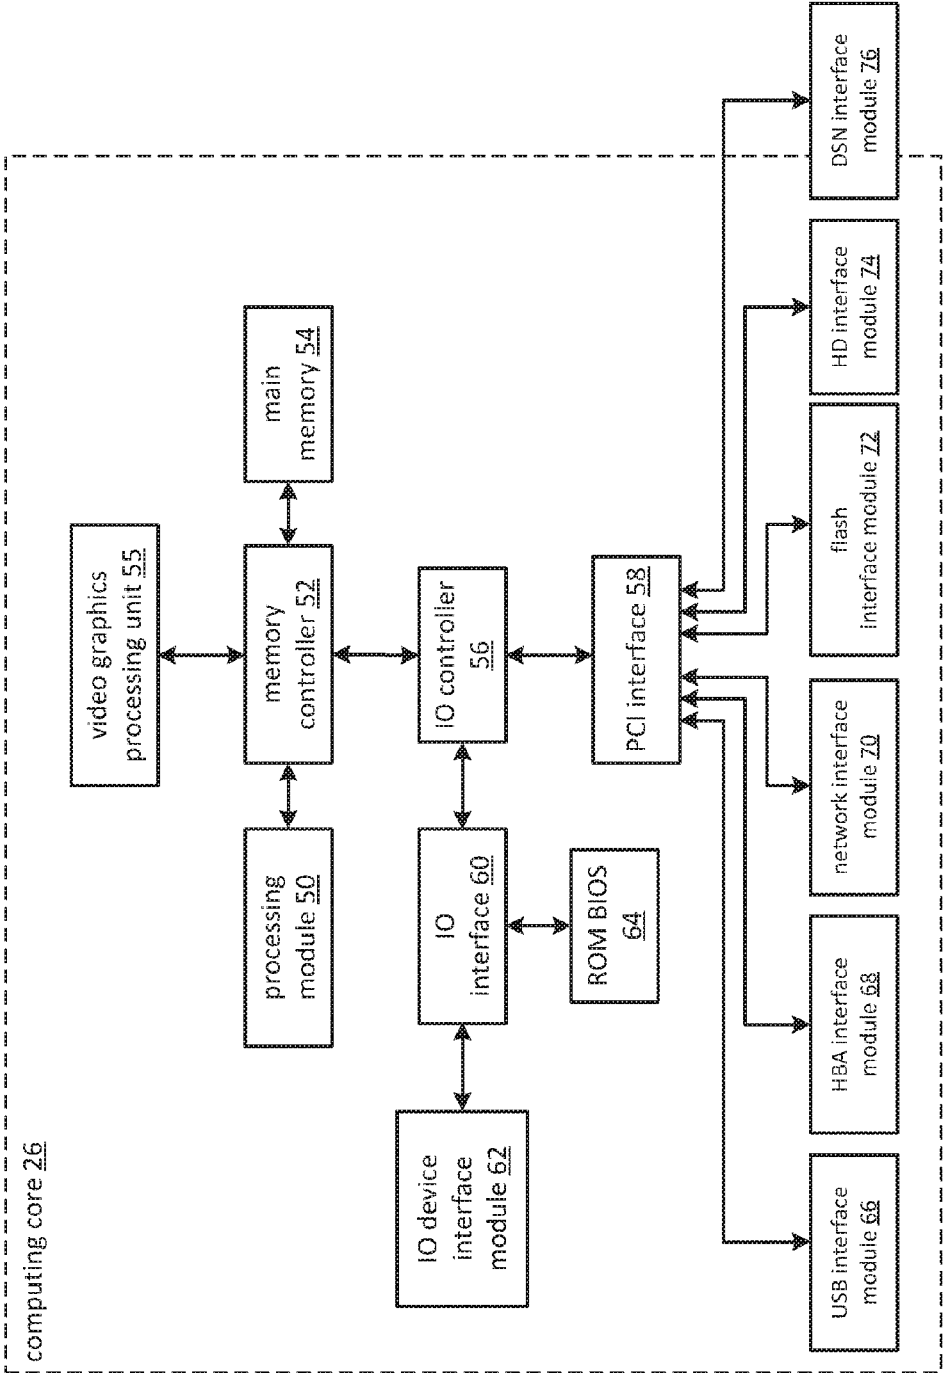 computing core 26
video graphics
processing unit 55
processing
module 50
memory
controller 52
main
memory 54
IO device
interface
module 62
IO
interface 60
IO controller
56
ROM BIOS
64
PCI interface 58
USB interface
module 66
HBA interface
module 68
network interface
module 70
flash
interface module 72
HD interface
module 74
DSN interface
module 76